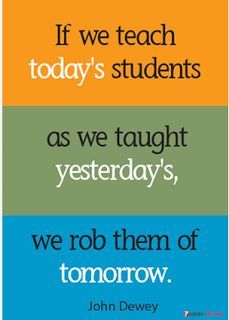 If we teach
today's students
as we taught
yesterday's,
we rob them of
tomorrow.
John Dewey